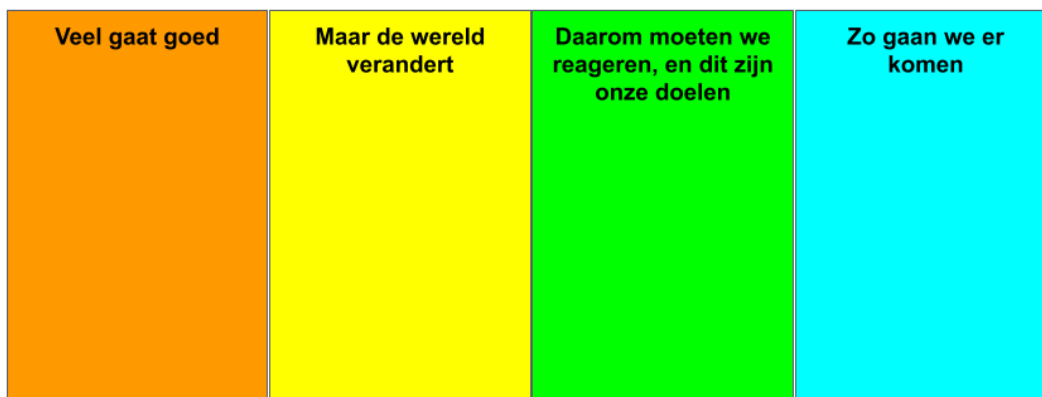 Veel gaat goed
Maar de wereld
verandert
Daarom moeten we
reageren, en dit zijn
onze doelen
Zo gaan we er
komen